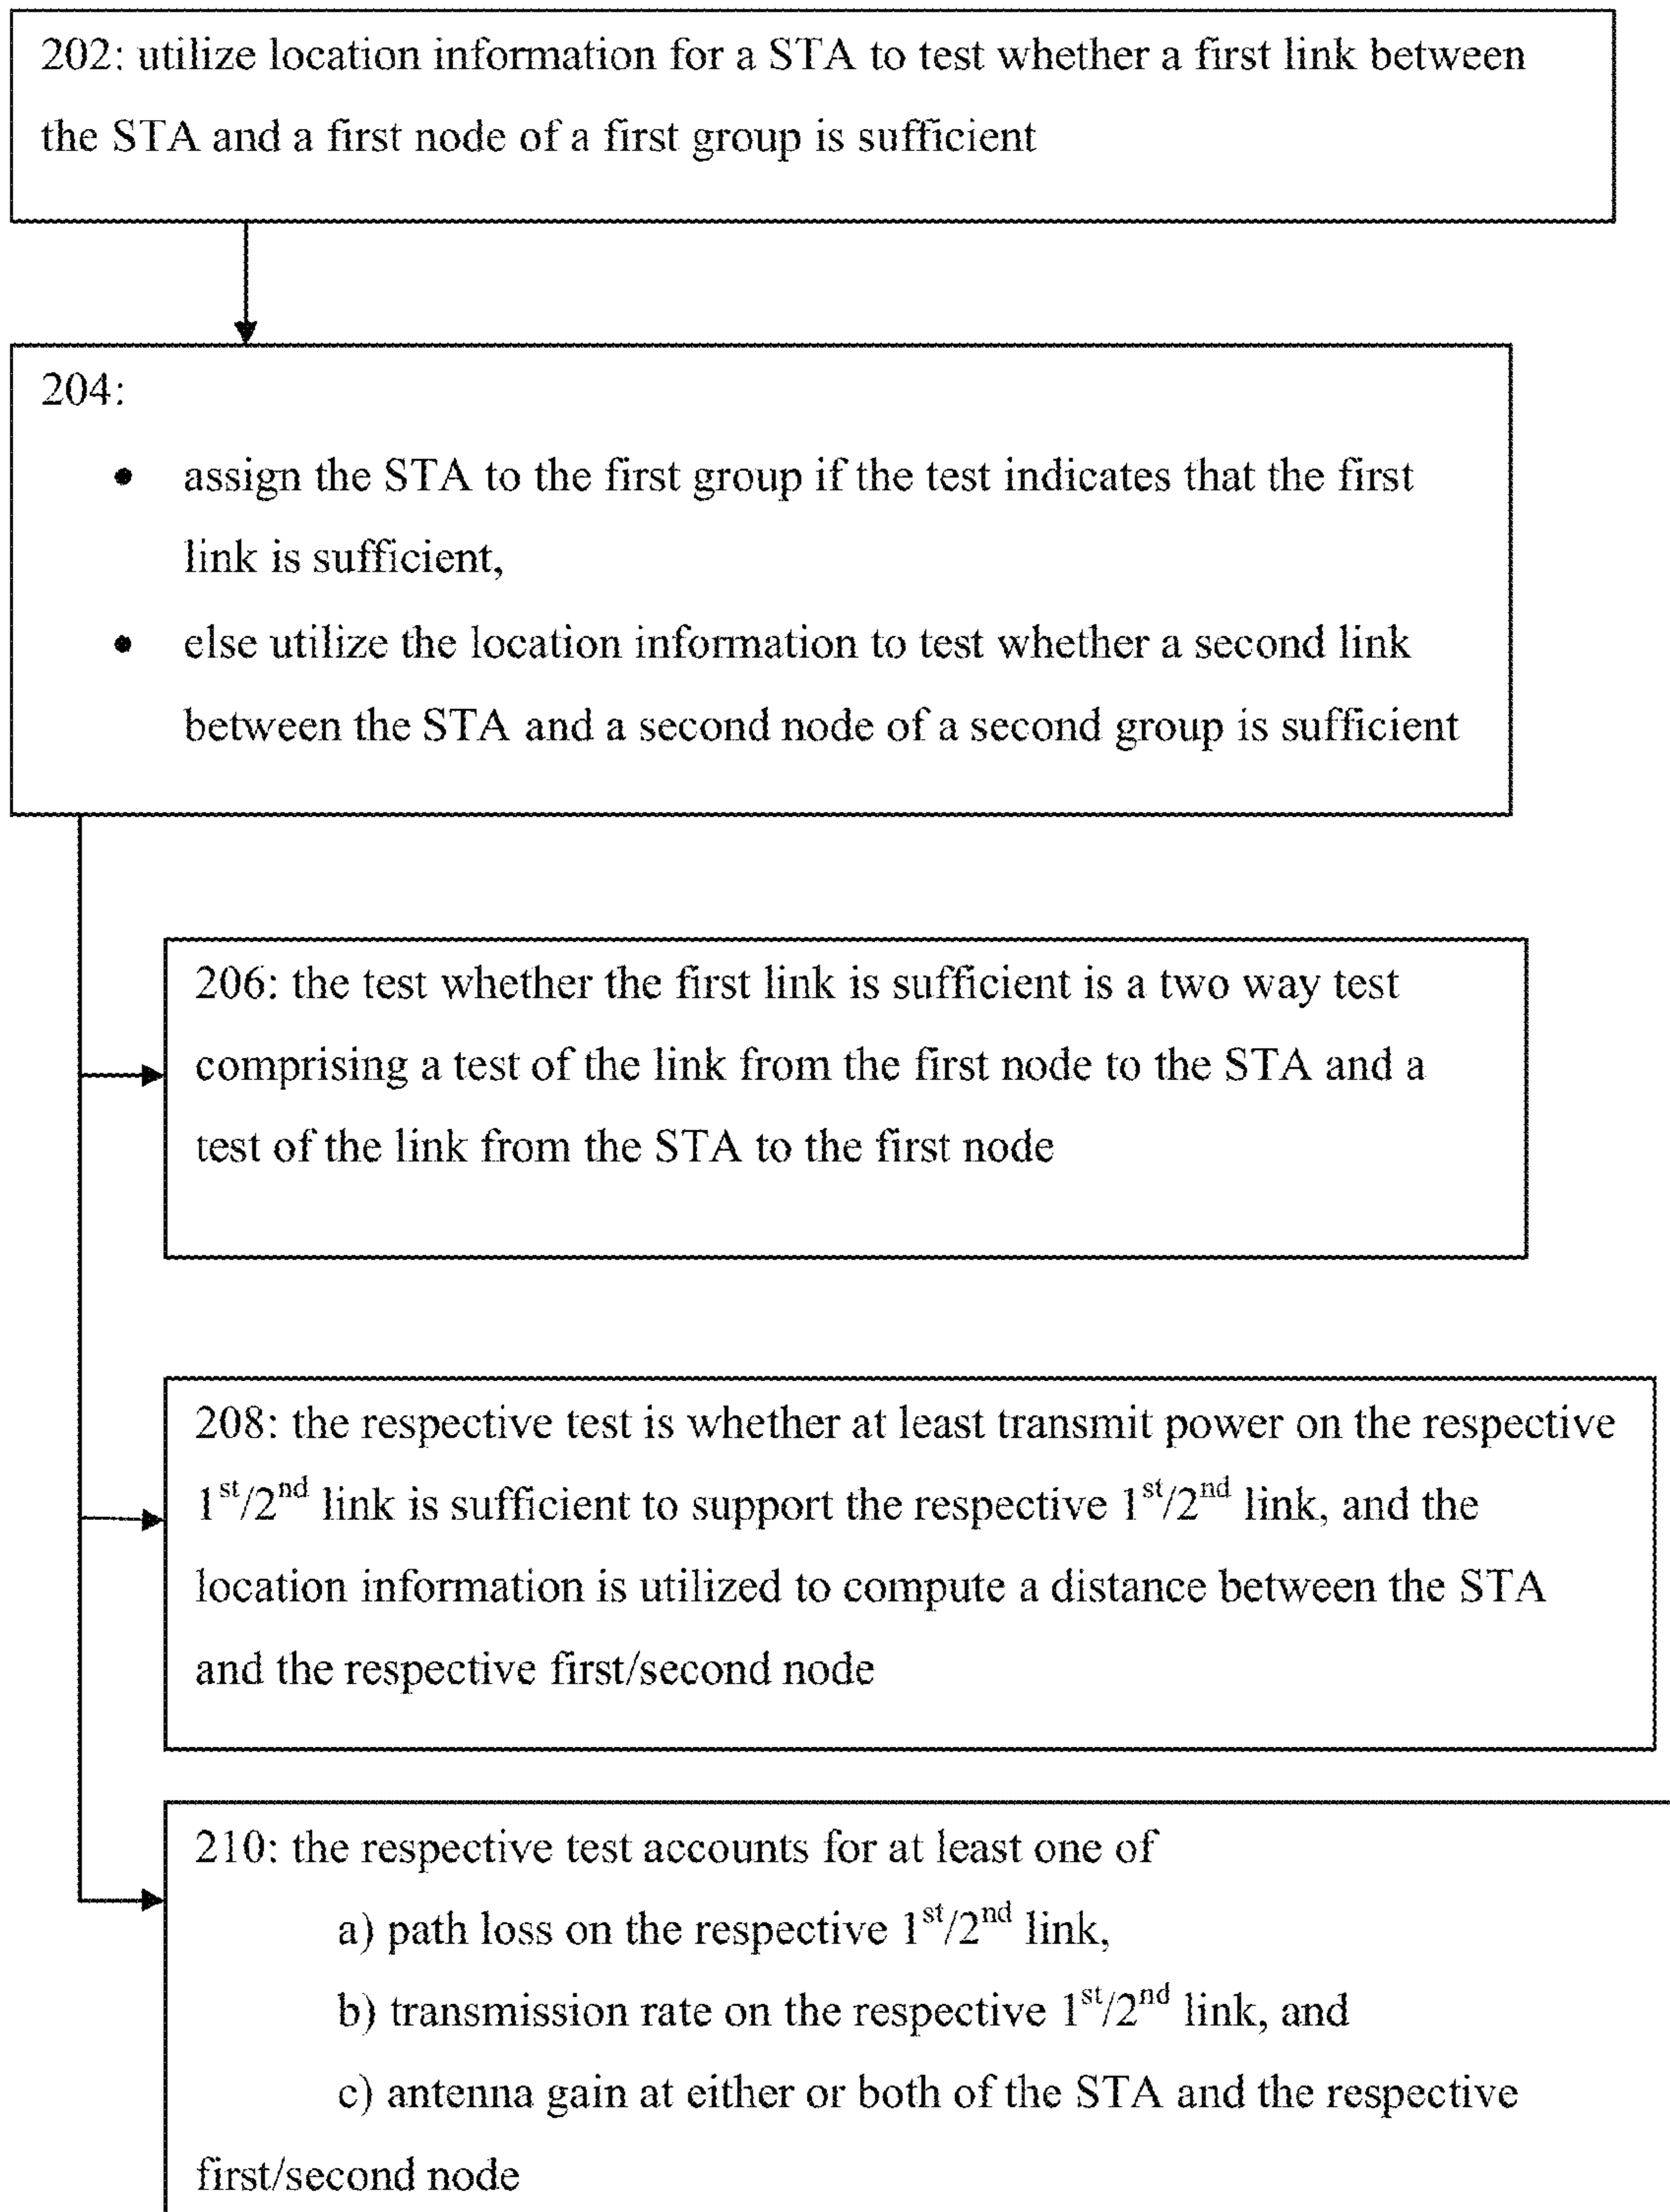 202: utilize location information for a STA to test whether a first link between
the STA and a first node of a first group is sufficient
204:
• assign the STA to the first group if the test indicates that the first
link is sufficient,
• else utilize the location information to test whether a second link
between the STA and a second node of a second group is sufficient
206: the test whether the first link is sufficient is a two way test
comprising a test of the link from the first node to the STA and a
test of the link from the STA to the first node
208: the respective test is whether at least transmit power on the respective
1st/2nd link is sufficient to support the respective 1st/2nd link, and the
location information is utilized to compute a distance between the STA
and the respective first/second node
210: the respective test accounts for at least one of
a) path loss on the respective 1st/2nd link,
b) transmission rate on the respective 1st/2nd link, and
c) antenna gain at either or both of the STA and the respective
first/second node